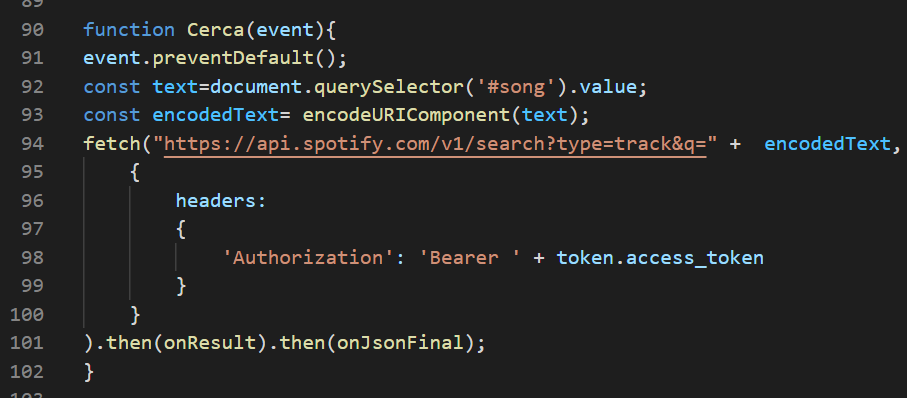 89
90 function Cerca(event){
91 event.preventDefault();
92 const text=document.querySelector('#song').value;
93 const encodedText= encodeURIComponent(text);
94 fetch("https://api.spotify.com/v1/search?type=track&q=" +  encodedText,
95     {
96         headers:
97         {
98             'Authorization': 'Bearer ' + token.access_token
99         }
100     }
101 ).then(onResult).then(onJsonFinal);
102 }
103